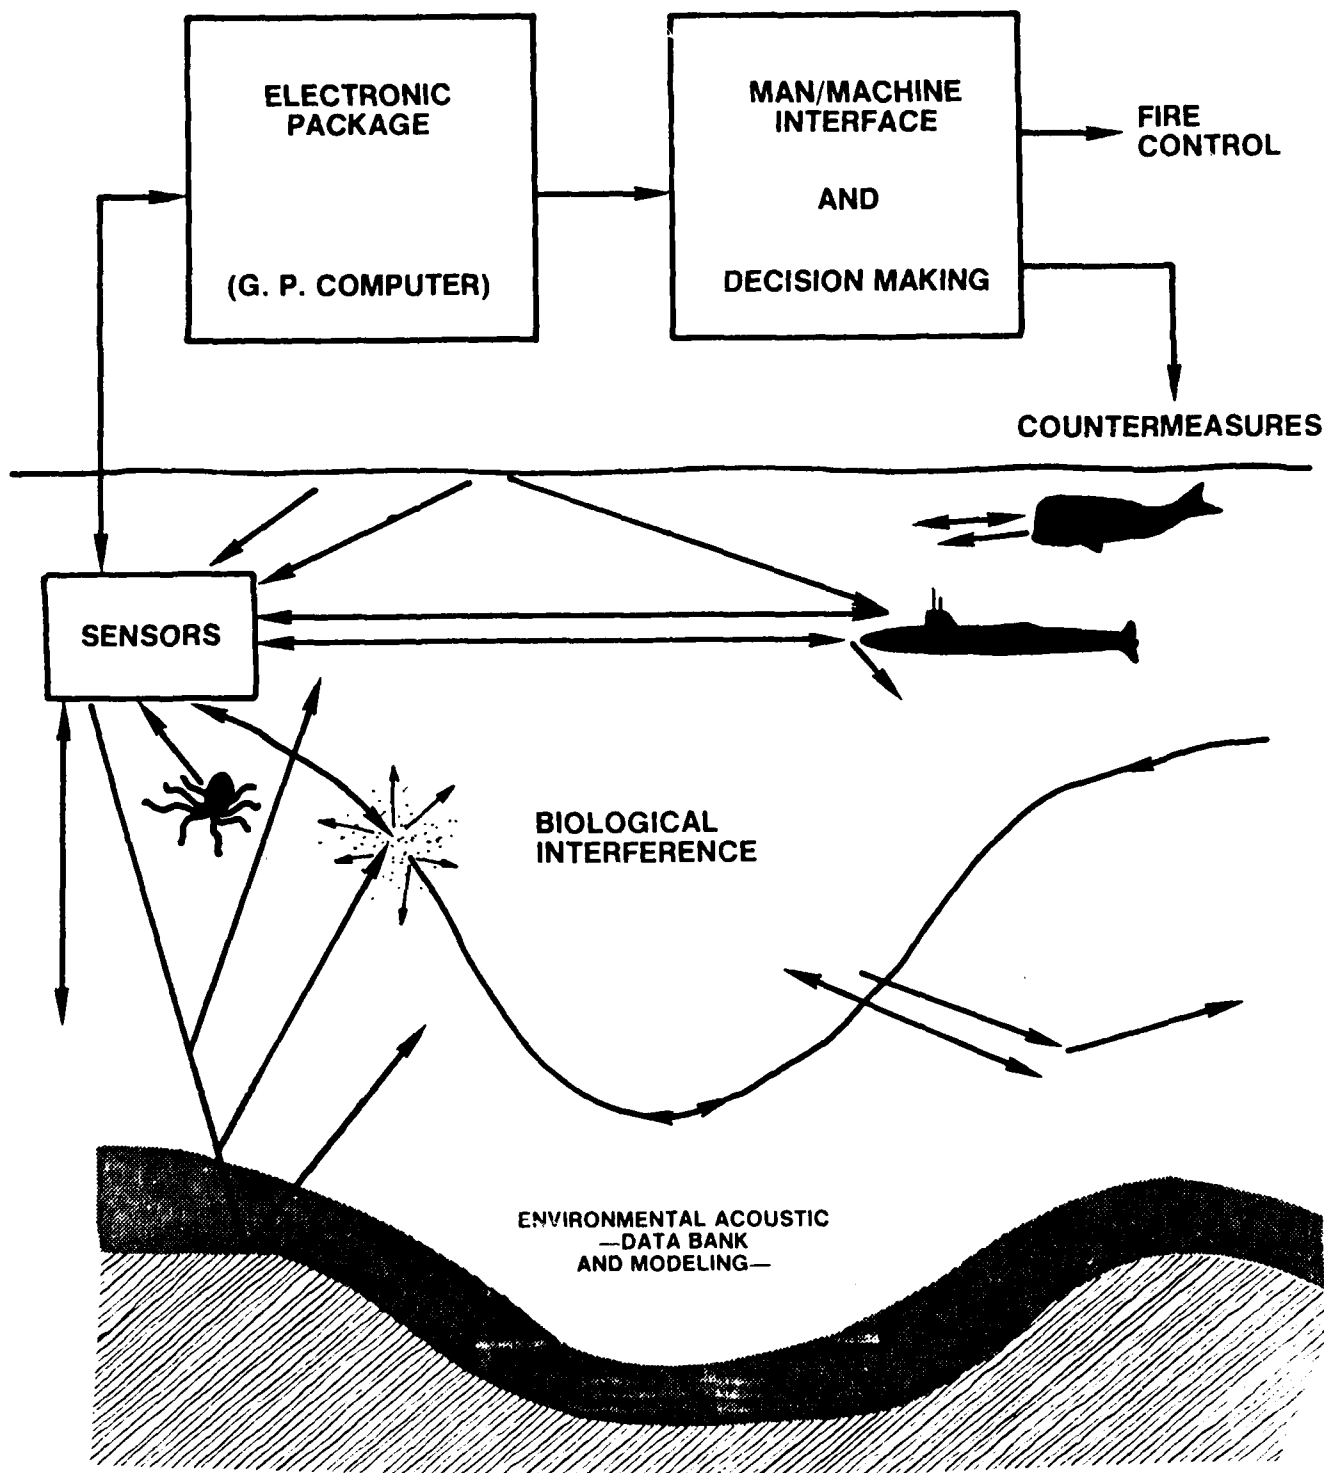 ELECTRONIC
PACKAGE
(G. P. COMPUTER)
MAN/MACHINE
INTERFACE
AND
DECISION MAKING
FIRE
CONTROL
COUNTERMEASURES
SENSORS
BIOLOGICAL
INTERFERENCE
ENVIRONMENTAL ACOUSTIC
—DATA BANK
AND MODELING—